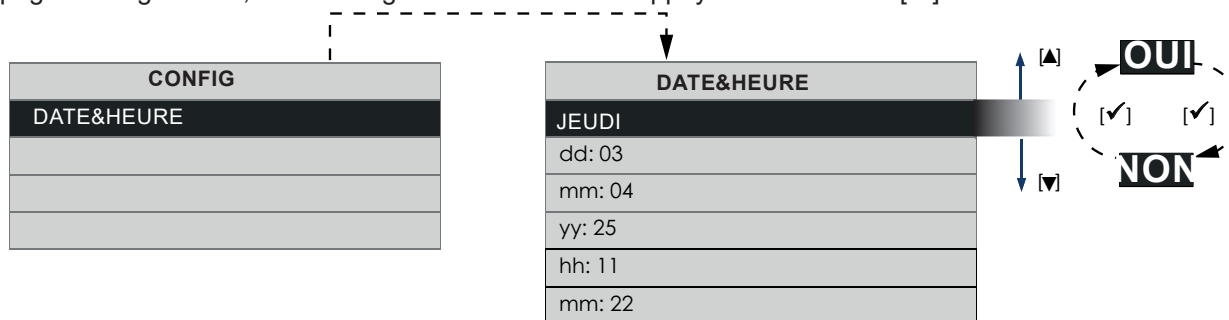 CONFIG
DATE&HEURE
DATE&HEURE
JEUDI
dd: 03
mm: 04
yy: 25
hh: 11
mm: 22
[▲]
[▼]
OUI
[✔] [✔]
NON